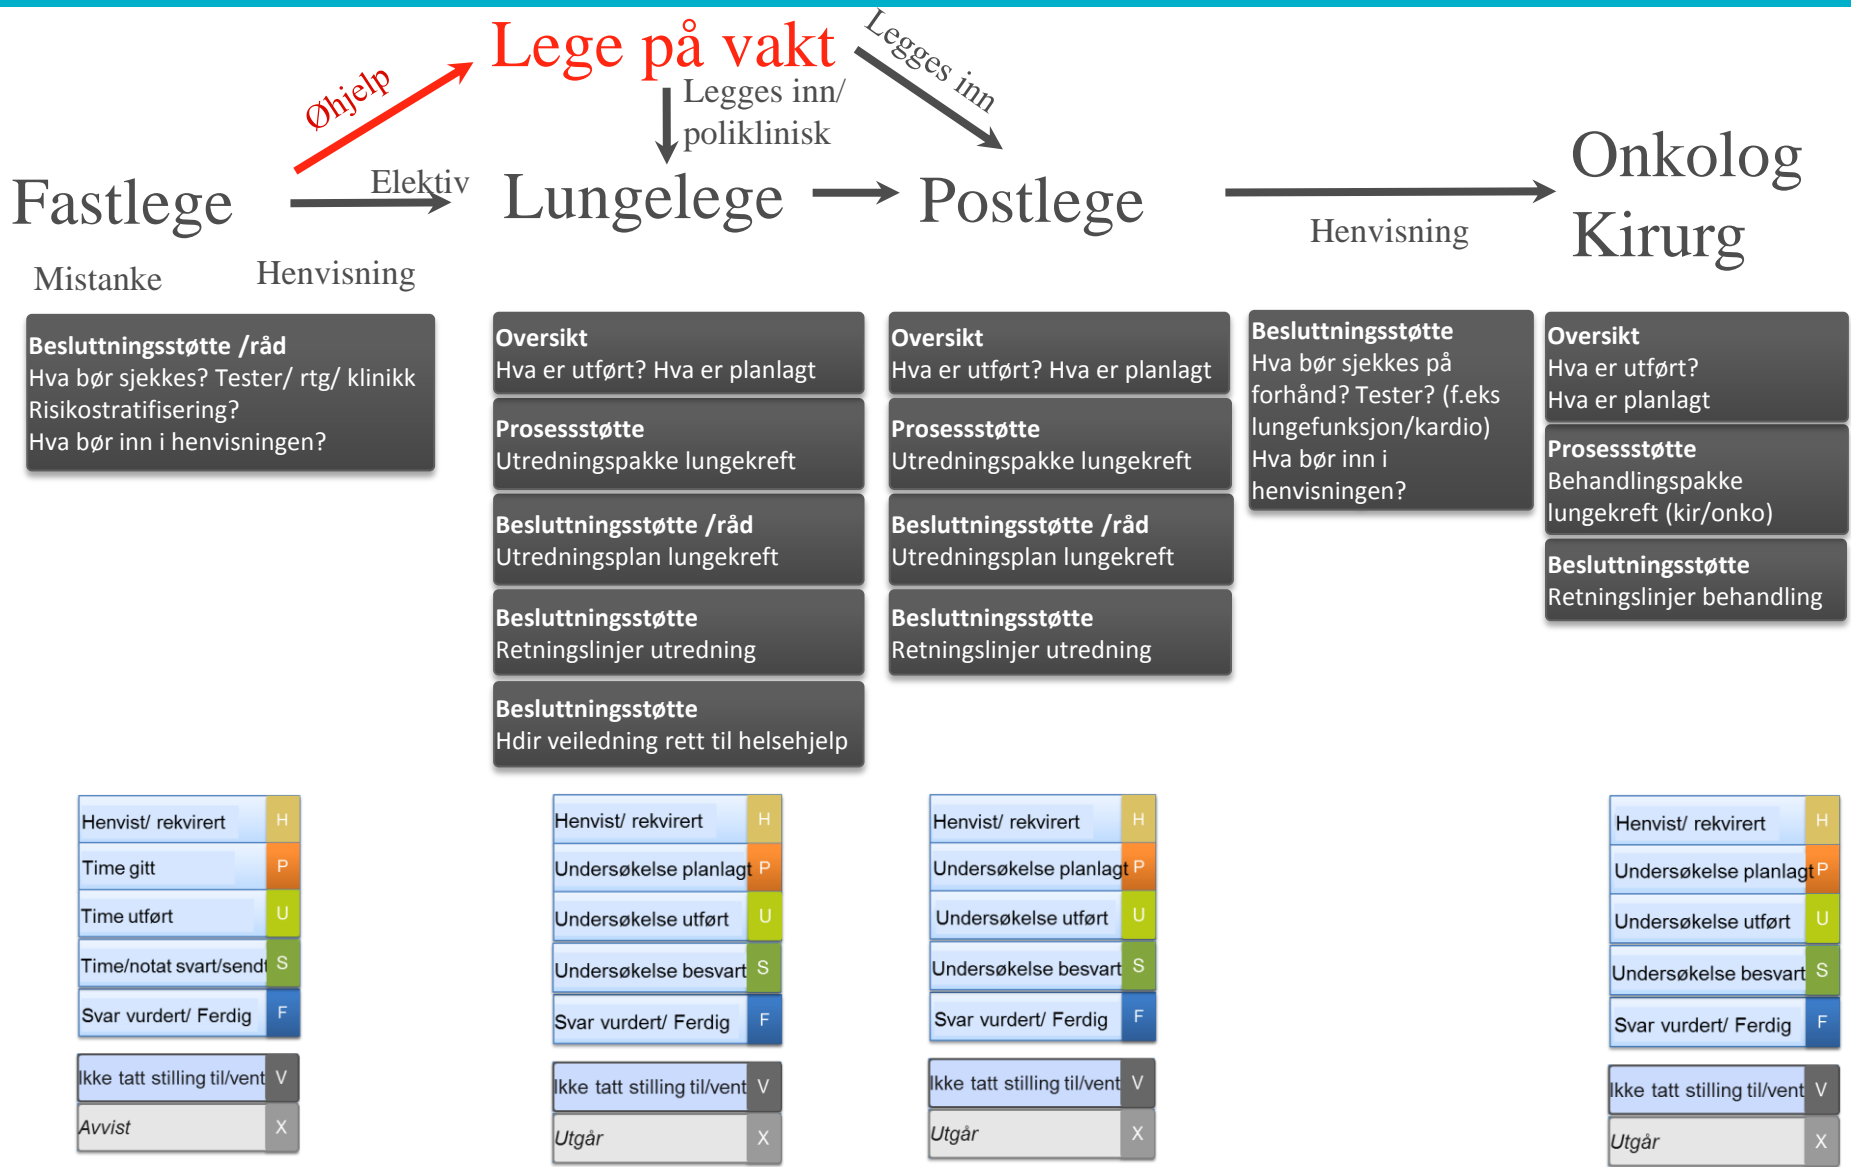 Lege på vakt
Øhjelp
Legges inn
Legges inn/
poliklinisk
Fastlege
Elektiv
Lungelege
Postlege
Onkolog
Kirurg
Mistanke
Henvisning
Henvisning
Besluttningsstøtte /råd
Hva bør sjekkes? Tester/ rtg/ klinikk
Risikostratifisering?
Hva bør inn i henvisningen?
Oversikt
Hva er utført? Hva er planlagt
Prosessstøtte
Utredningspakke lungekreft
Besluttningsstøtte /råd
Utredningsplan lungekreft
Besluttningsstøtte
Retningslinjer utredning
Besluttningsstøtte
Hdir veiledning rett til helsehjelp
Oversikt
Hva er utført? Hva er planlagt
Prosessstøtte
Utredningspakke lungekreft
Besluttningsstøtte /råd
Utredningsplan lungekreft
Besluttningsstøtte
Retningslinjer utredning
Besluttningsstøtte
Hva bør sjekkes på
forhånd? Tester? (f.eks
lungefunksjon/kardio)
Hva bør inn i
henvisningen?
Oversikt
Hva er utført?
Hva er planlagt
Prosessstøtte
Behandlingspakke
lungekreft (kir/onko)
Besluttningsstøtte
Retningslinjer behandling
Henvist/ rekvirert H
Time gitt P
Time utført U
Time/notat svart/sendt S
Svar vurdert/ Ferdig F
Ikke tatt stilling til/vent V
Avvist X
Henvist/ rekvirert H
Undersøkelse planlagt P
Undersøkelse utført U
Undersøkelse besvart S
Svar vurdert/ Ferdig F
Ikke tatt stilling til/vent V
Utgår X
Henvist/ rekvirert H
Undersøkelse planlagt P
Undersøkelse utført U
Undersøkelse besvart S
Svar vurdert/ Ferdig F
Ikke tatt stilling til/vent V
Utgår X
Henvist/ rekvirert H
Undersøkelse planlagt P
Undersøkelse utført U
Undersøkelse besvart S
Svar vurdert/ Ferdig F
Ikke tatt stilling til/vent V
Utgår X